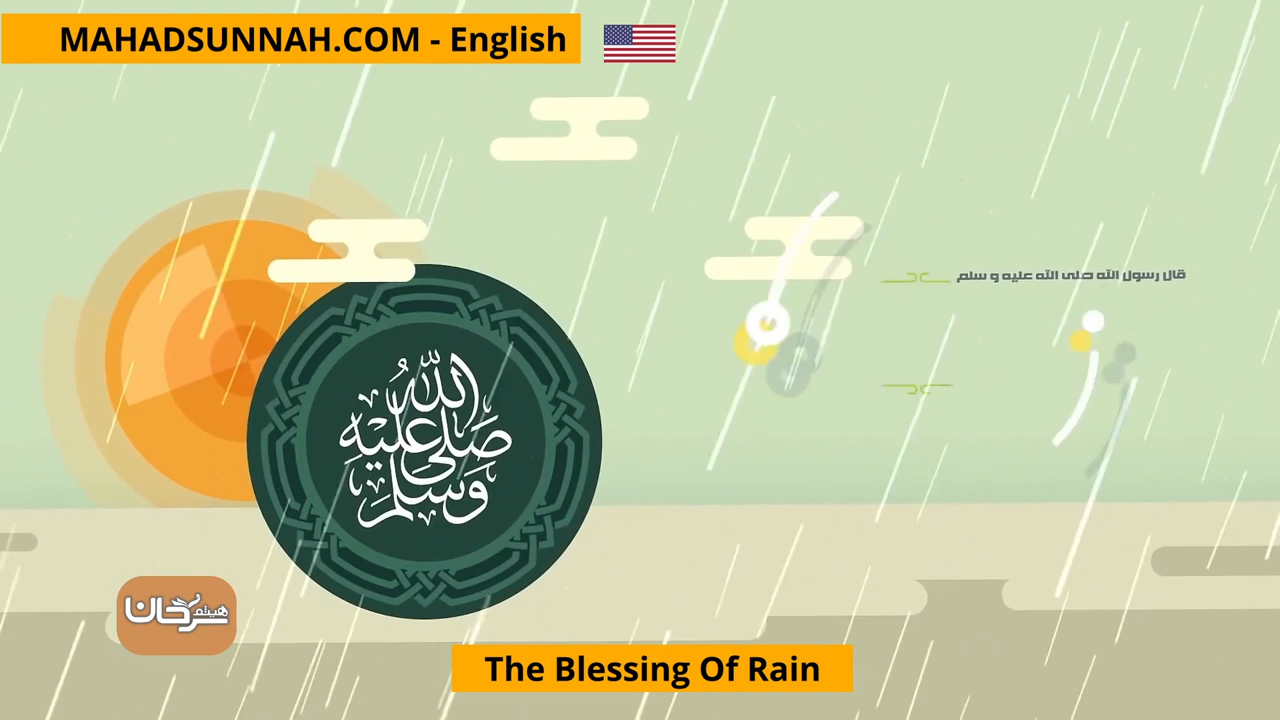 MAHADSUNNAH.COM - English
قال رسول الله صلى الله عليه و سلم
صلى الله عليه وسلم
هيثم سرحان
The Blessing Of Rain